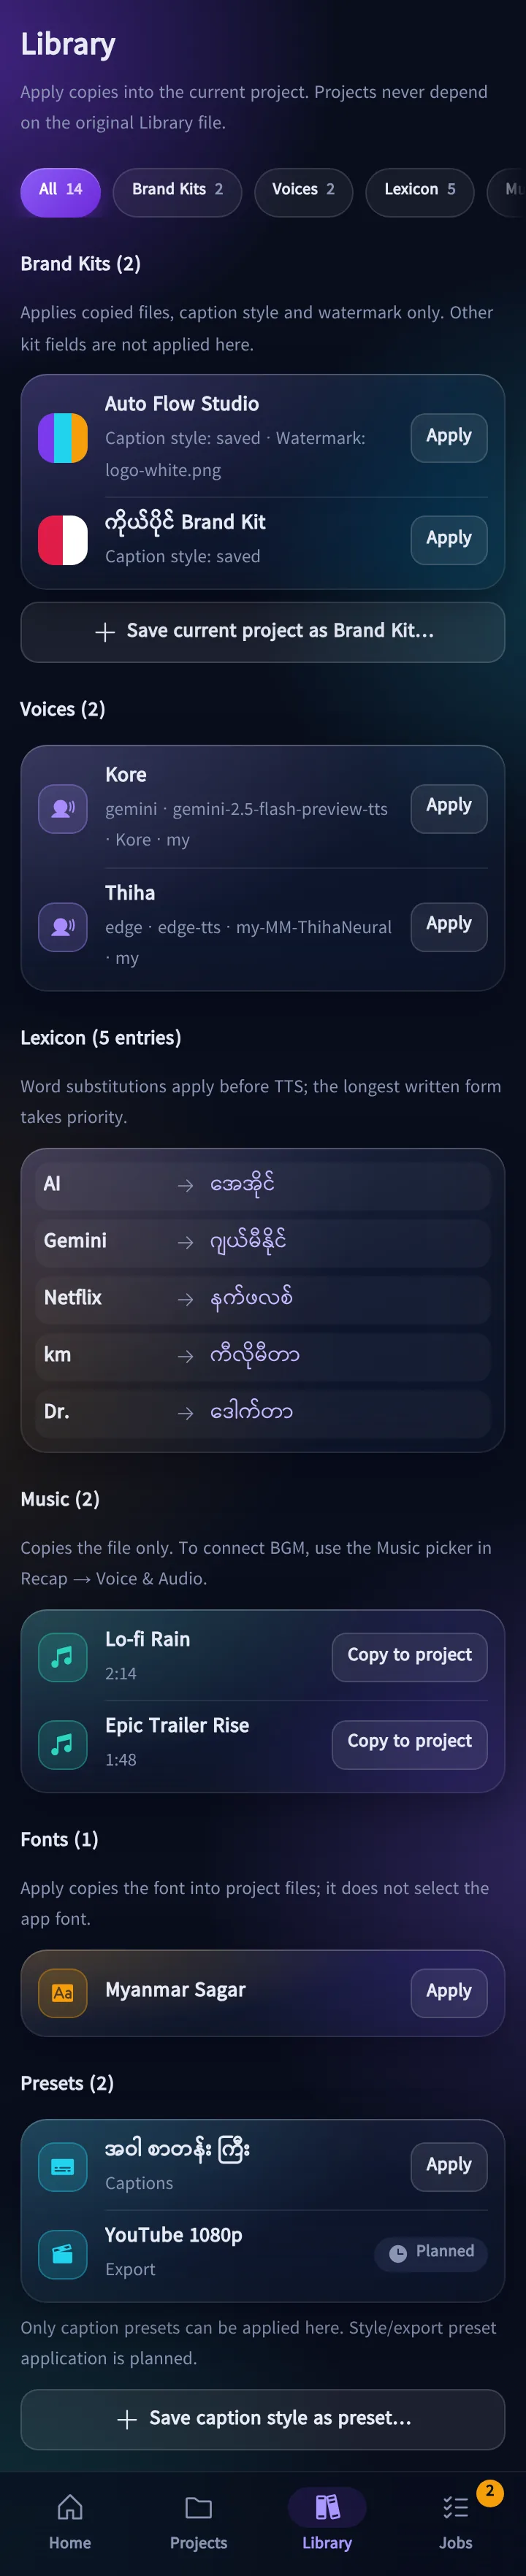 Library
Apply copies into the current project. Projects never depend
on the original Library file.
All 14
Brand Kits 2
Voices 2
Lexicon 5
Brand Kits (2)
Applies copied files, caption style and watermark only. Other
kit fields are not applied here.
Auto Flow Studio
Caption style: saved · Watermark:
logo-white.png
Apply
ကိုယ်ပိုင် Brand Kit
Caption style: saved
Apply
Save current project as Brand Kit...
Voices (2)
Kore
gemini · gemini-2.5-flash-preview-tts
· Kore · my
Apply
Thiha
edge · edge-tts · my-MM-ThihaNeural
· my
Apply
Lexicon (5 entries)
Word substitutions apply before TTS; the longest written form
takes priority.
AI → အေအိုင်
Gemini → ဂျယ်မီနိုင်
Netflix → နက်ဖလစ်
km → ကီလိုမီတာ
Dr. → ဒေါက်တာ
Music (2)
Copies the file only. To connect BGM, use the Music picker in
Recap → Voice & Audio.
Lo-fi Rain
2:14
Copy to project
Epic Trailer Rise
1:48
Copy to project
Fonts (1)
Apply copies the font into project files; it does not select the
app font.
Aa
Myanmar Sagar
Apply
Presets (2)
အဝါ စာတန်း ကြီး
Captions
Apply
YouTube 1080p
Export
Planned
Only caption presets can be applied here. Style/export preset
application is planned.
Save caption style as preset...
2
Home
Projects
Library
Jobs